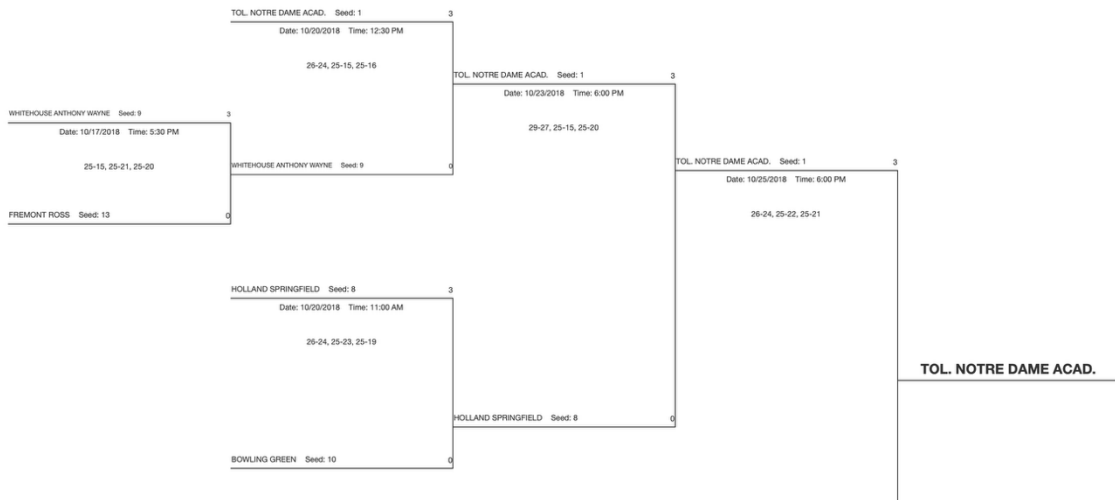 TOL. NOTRE DAME ACAD. Seed: 1 3
Date: 10/20/2018 Time: 12:30 PM
26-24, 25-15, 25-16
TOL. NOTRE DAME ACAD. Seed: 1 3
Date: 10/23/2018 Time: 6:00 PM
29-27, 25-15, 25-20
WHITEHOUSE ANTHONY WAYNE Seed: 9 3
Date: 10/17/2018 Time: 5:30 PM
25-15, 25-21, 25-20
WHITEHOUSE ANTHONY WAYNE Seed: 9 0
FREMONT ROSS Seed: 13 0
TOL. NOTRE DAME ACAD. Seed: 1 3
Date: 10/25/2018 Time: 6:00 PM
26-24, 25-22, 25-21
HOLLAND SPRINGFIELD Seed: 8 3
Date: 10/20/2018 Time: 11:00 AM
26-24, 25-23, 25-19
TOL. NOTRE DAME ACAD.
HOLLAND SPRINGFIELD Seed: 8 0
BOWLING GREEN Seed: 10 0